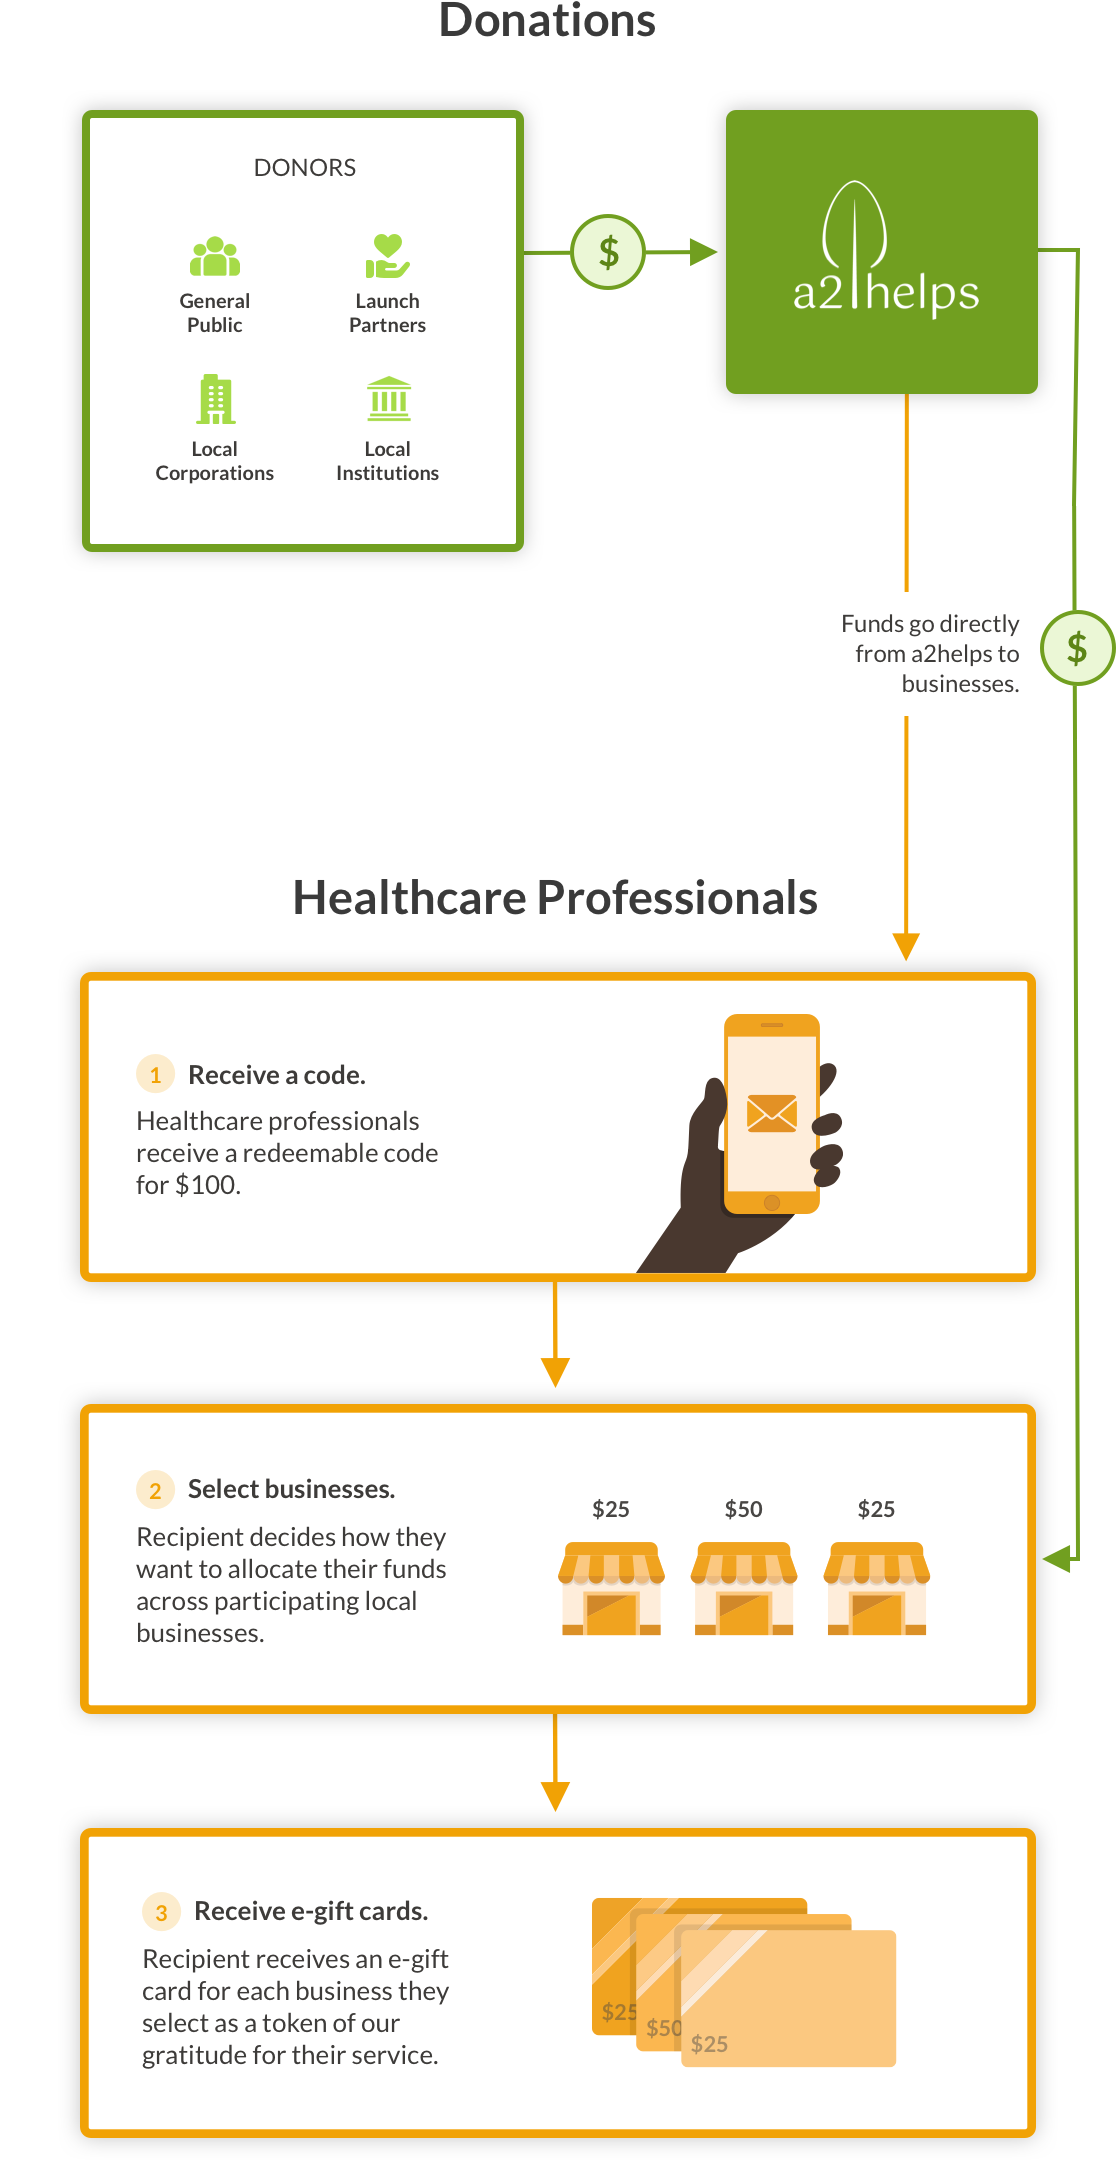 Donations
DONORS
$
a2helps
General
Public
Launch
Partners
Local
Corporations
Local
Institutions
Funds go directly
from a2helps to
businesses.
$
Healthcare Professionals
1 Receive a code.
Healthcare professionals
receive a redeemable code
for $100.
2 Select businesses.
Recipient decides how they
want to allocate their funds
across participating local
businesses.
$25 $50 $25
3 Receive e-gift cards.
Recipient receives an e-gift
card for each business they
select as a token of our
gratitude for their service.
$25
$50
$25